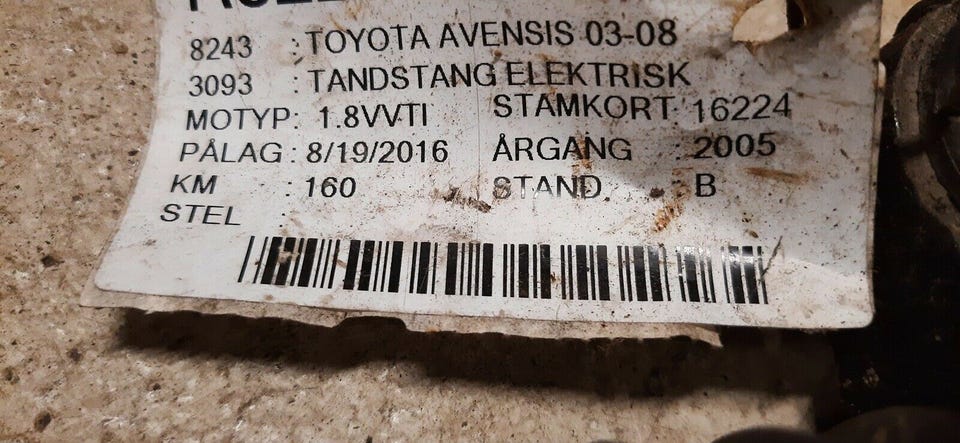 8243 : TOYOTA AVENSIS 03-08
3093 : TANDSTANG ELEKTRISK
MOTYP: 1.8VVTI STAMKORT: 16224
PÅLAG : 8/19/2016 ÅRGANG : 2005
KM : 160 STAND : B
STEL :